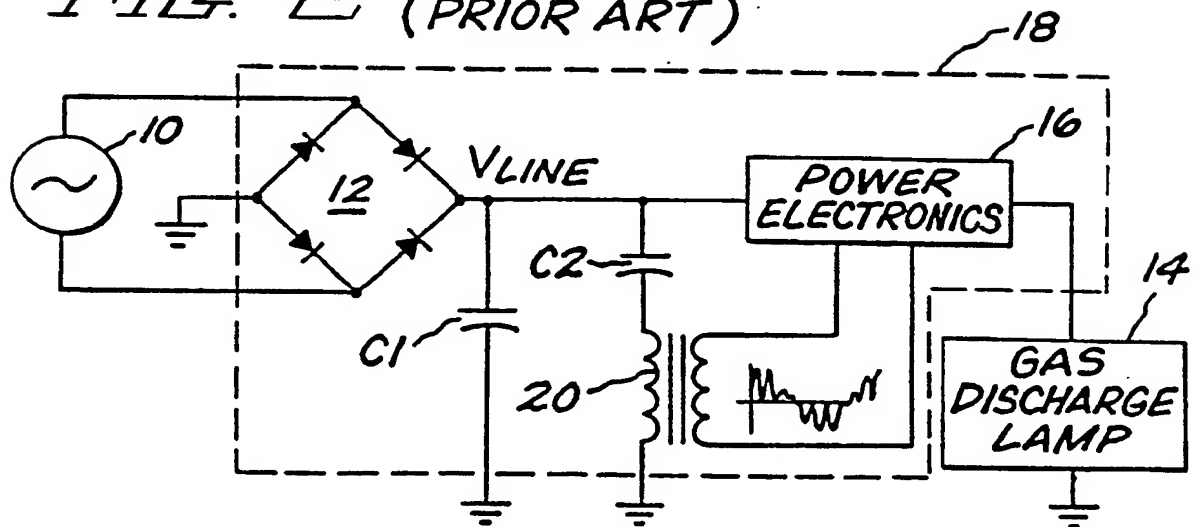 FIG. 2 (PRIOR ART)
18
10
16
12
VLINE
POWER
ELECTRONICS
C2
14
C1
20
GAS
DISCHARGE
LAMP